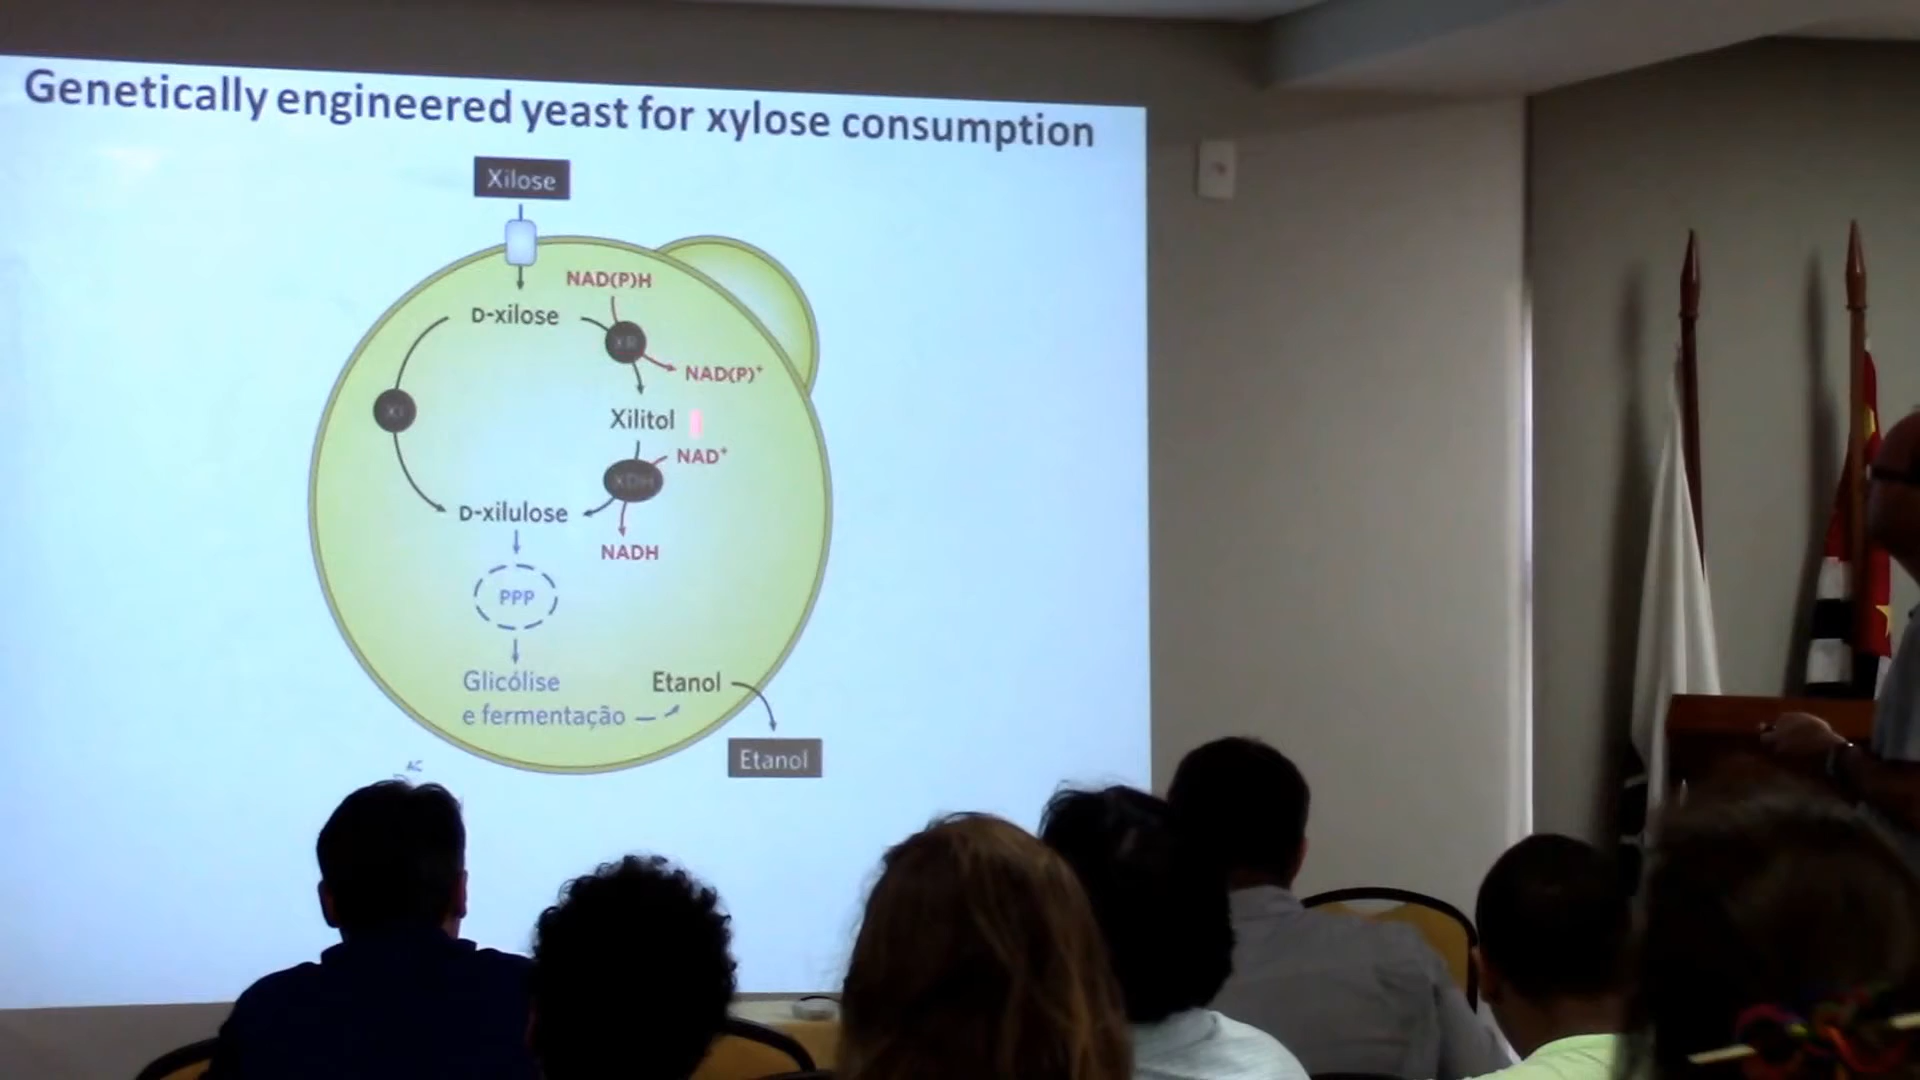 Genetically engineered yeast for xylose consumption
Xilose
NAD(P)H
D-xilose
XR
NAD(P)⁺
XI
Xilitol
NAD⁺
XDH
D-xilulose
NADH
PPP
Glicólise
e fermentação
Etanol
Etanol
AC